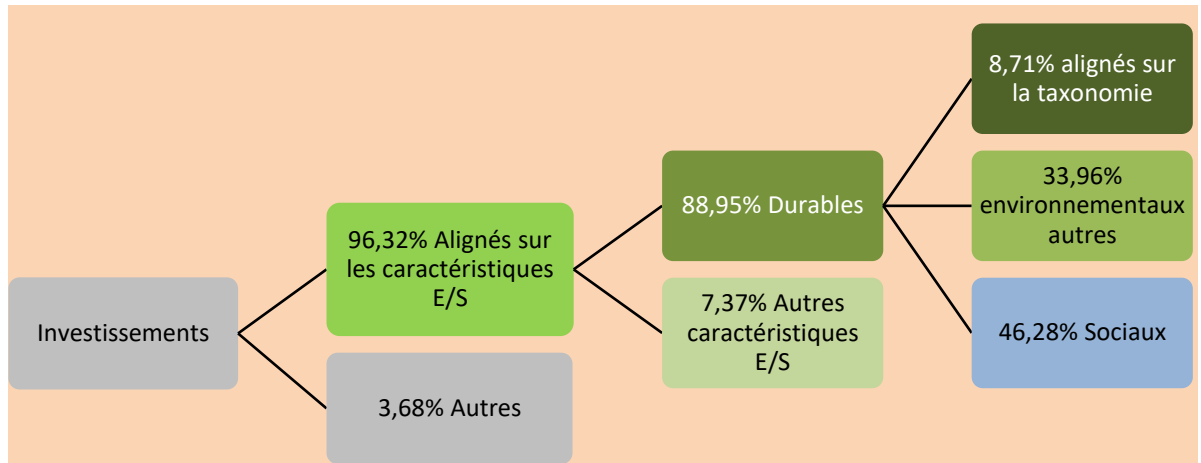 Investissements
96,32% Alignés sur
les caractéristiques
E/S
3,68% Autres
88,95% Durables
7,37% Autres
caractéristiques
E/S
8,71% alignés sur
la taxonomie
33,96%
environnementaux
autres
46,28% Sociaux